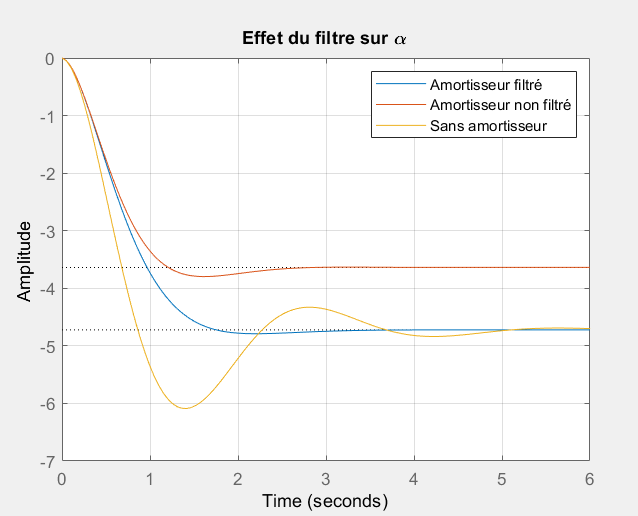 Effet du filtre sur α
Amortisseur filtré
Amortisseur non filtré
Sans amortisseur
Amplitude
0
-1
-2
-3
-4
-5
-6
-7
0 1 2 3 4 5 6
Time (seconds)